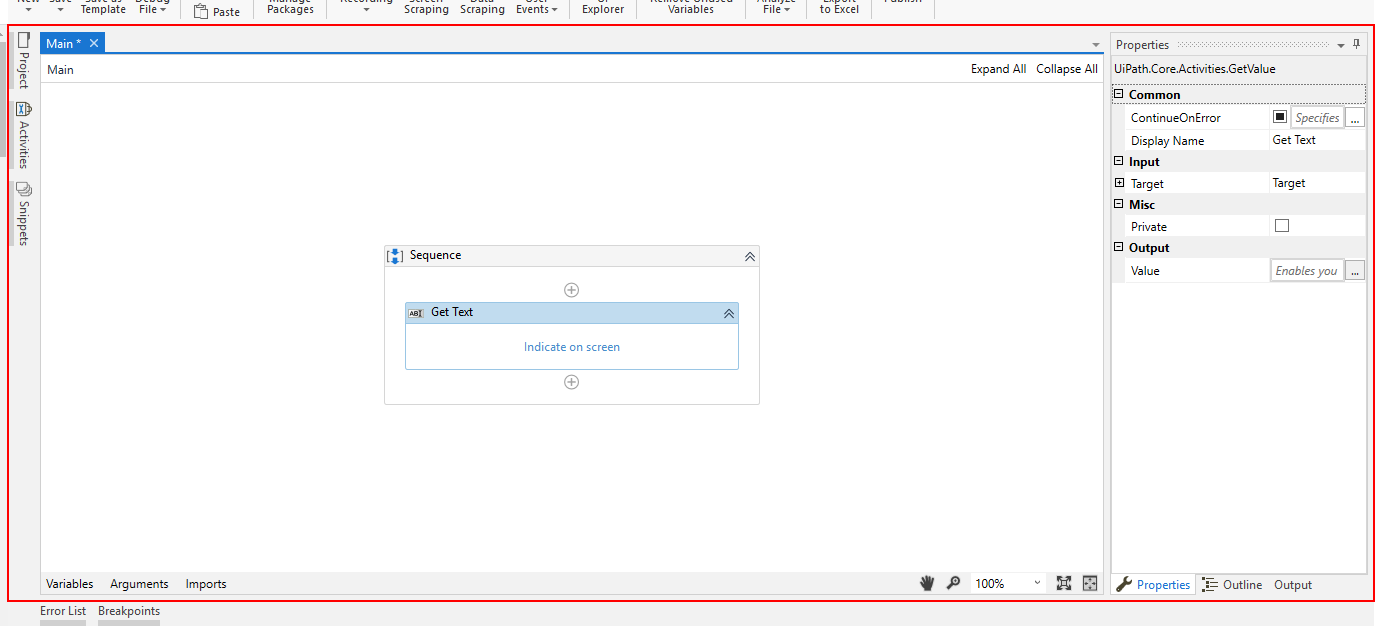 New Save Save as Debug Manage Recording Screen Data User UI Remove Unused Analyze Export Publish
Template File Paste Packages Scraping Scraping Events Explorer Variables File to Excel
Main *
Properties
Main Expand All Collapse All
UiPath.Core.Activities.GetValue
Project
Activities
Snippets
Common
ContinueOnError Specifies ...
Display Name Get Text
Input
Target Target
Misc
Private
Output
Value Enables you ...
Sequence
ABI Get Text
Indicate on screen
Variables Arguments Imports 100%
Properties Outline Output
Error List Breakpoints